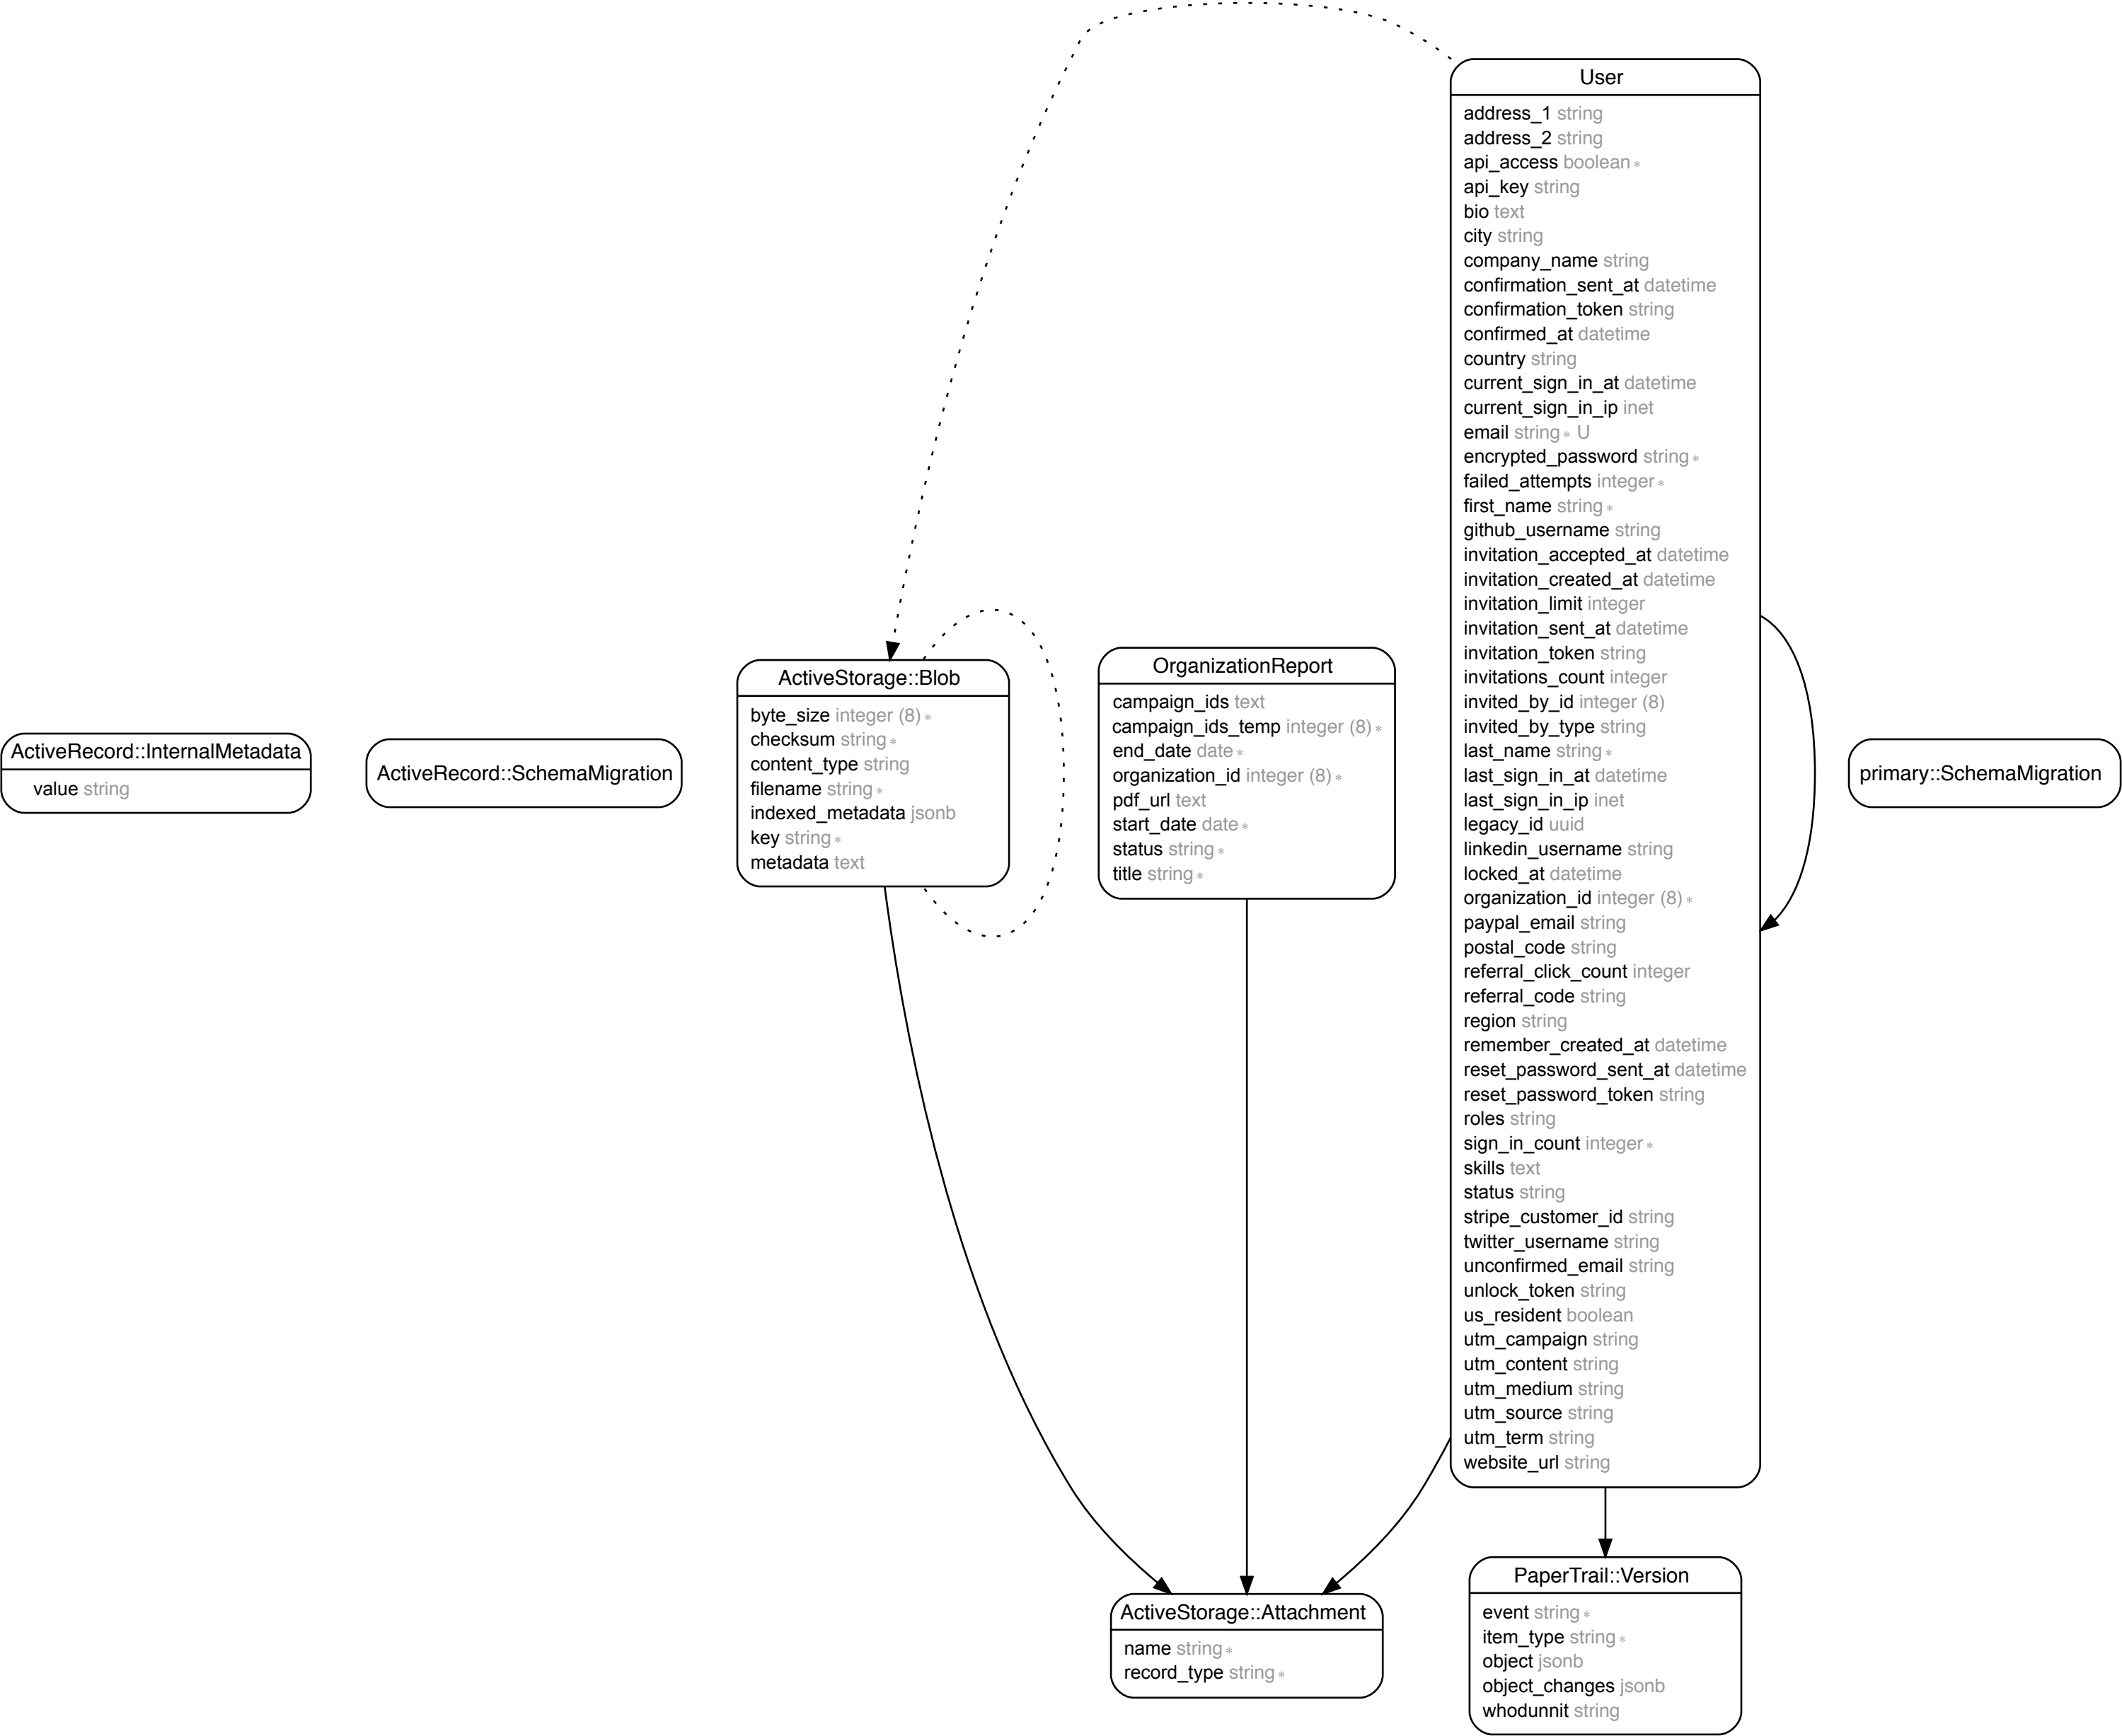 User
address_1 string
address_2 string
api_access boolean *
api_key string
bio text
city string
company_name string
confirmation_sent_at datetime
confirmation_token string
confirmed_at datetime
country string
current_sign_in_at datetime
current_sign_in_ip inet
email string * U
encrypted_password string *
failed_attempts integer *
first_name string *
github_username string
invitation_accepted_at datetime
invitation_created_at datetime
invitation_limit integer
invitation_sent_at datetime
invitation_token string
invitations_count integer
invited_by_id integer (8)
invited_by_type string
last_name string *
last_sign_in_at datetime
last_sign_in_ip inet
legacy_id uuid
linkedin_username string
locked_at datetime
organization_id integer (8) *
paypal_email string
postal_code string
referral_click_count integer
referral_code string
region string
remember_created_at datetime
reset_password_sent_at datetime
reset_password_token string
roles string
sign_in_count integer *
skills text
status string
stripe_customer_id string
twitter_username string
unconfirmed_email string
unlock_token string
us_resident boolean
utm_campaign string
utm_content string
utm_medium string
utm_source string
utm_term string
website_url string
ActiveRecord::InternalMetadata
value string
ActiveRecord::SchemaMigration
ActiveStorage::Blob
byte_size integer (8) *
checksum string *
content_type string
filename string *
indexed_metadata jsonb
key string *
metadata text
OrganizationReport
campaign_ids text
campaign_ids_temp integer (8) *
end_date date *
organization_id integer (8) *
pdf_url text
start_date date *
status string *
title string *
primary::SchemaMigration
ActiveStorage::Attachment
name string *
record_type string *
PaperTrail::Version
event string *
item_type string *
object jsonb
object_changes jsonb
whodunnit string